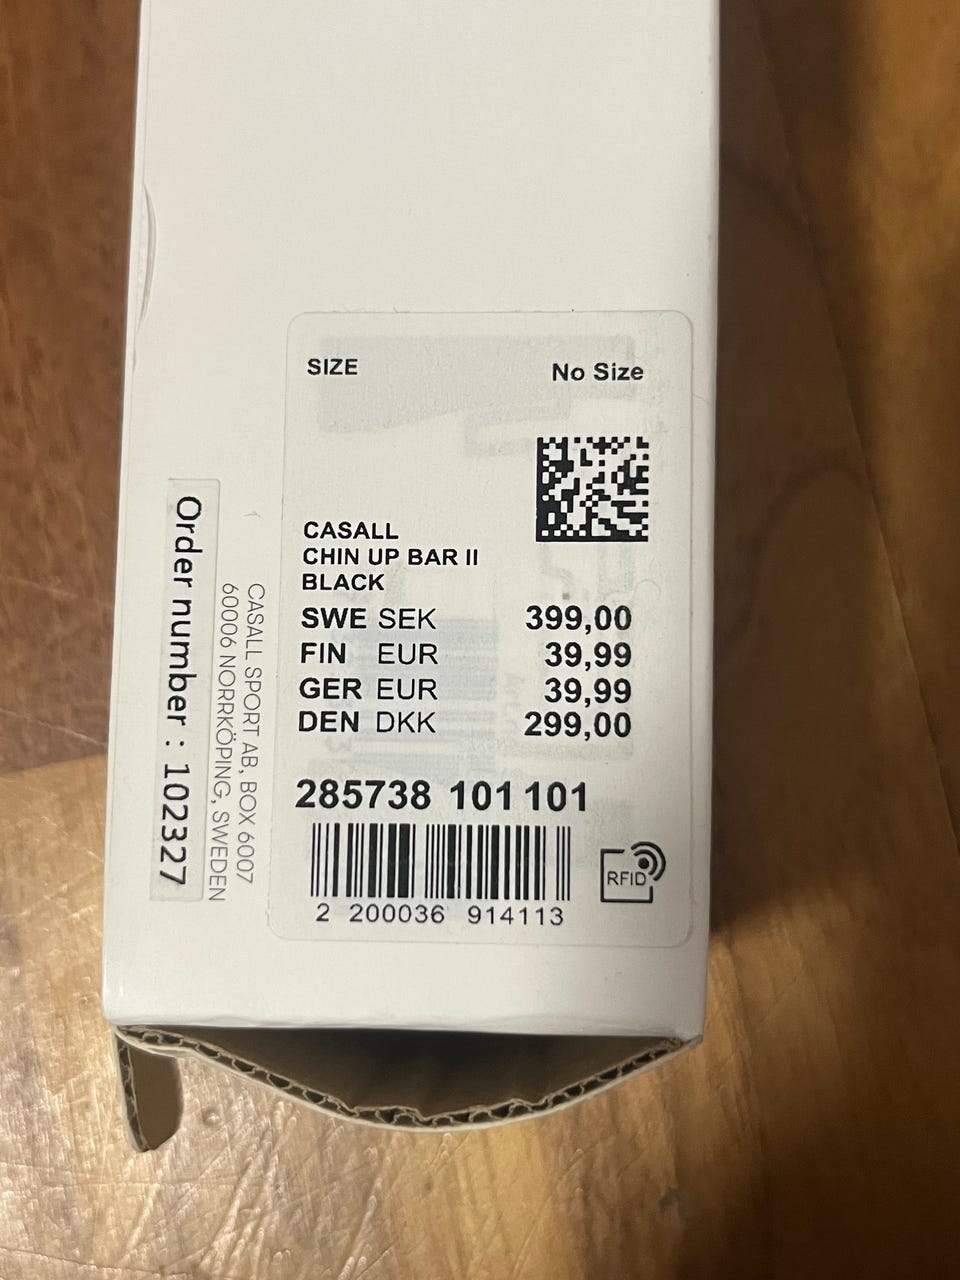 SIZE No Size
CASALL
CHIN UP BAR II
BLACK
SWE SEK 399,00
FIN EUR 39,99
GER EUR 39,99
DEN DKK 299,00
285738 101 101
2 200036 914113
RFID
CASALL SPORT AB, BOX 6007
60006 NORRKÖPING, SWEDEN
Order number : 102327